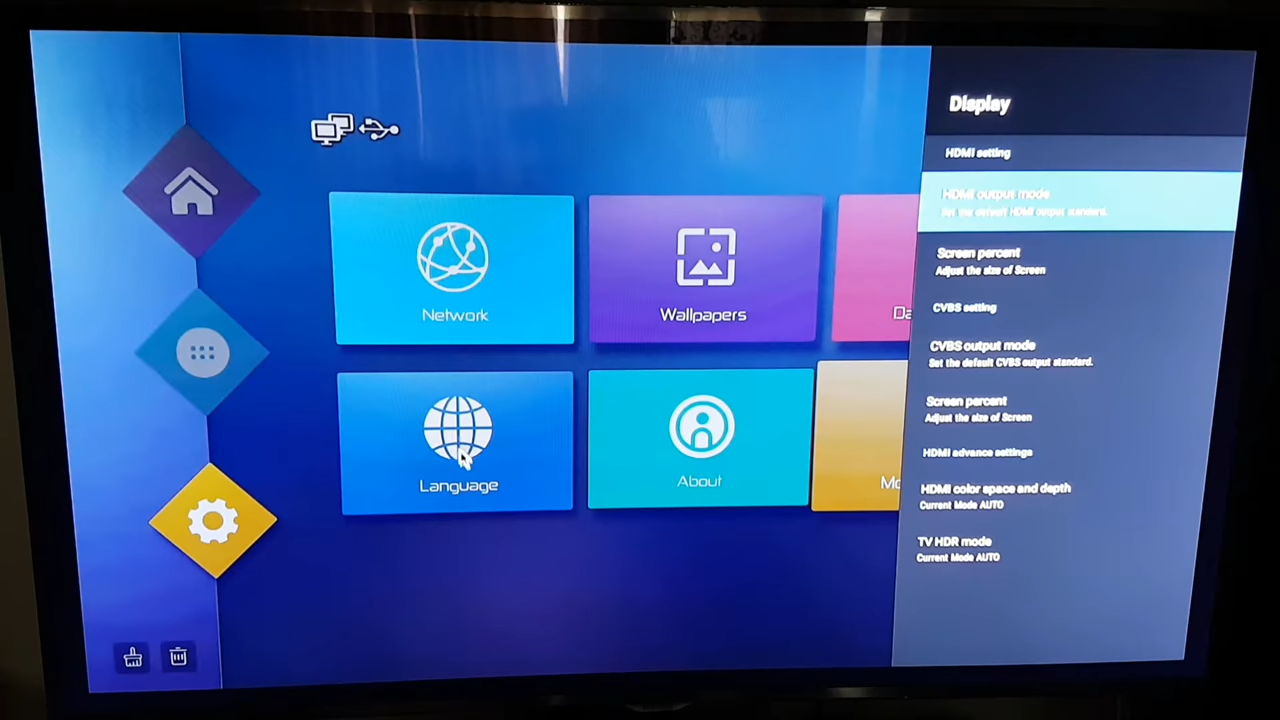 Display
HDMI setting
HDMI output mode
Set the default HDMI output standard.
Screen percent
Adjust the size of Screen
CVBS setting
CVBS output mode
Set the default CVBS output standard.
Screen percent
Adjust the size of Screen
HDMI advance settings
HDMI color space and depth
Current Mode AUTO
TV HDR mode
Current Mode AUTO
Network
Wallpapers
Da
Language
About
Mo